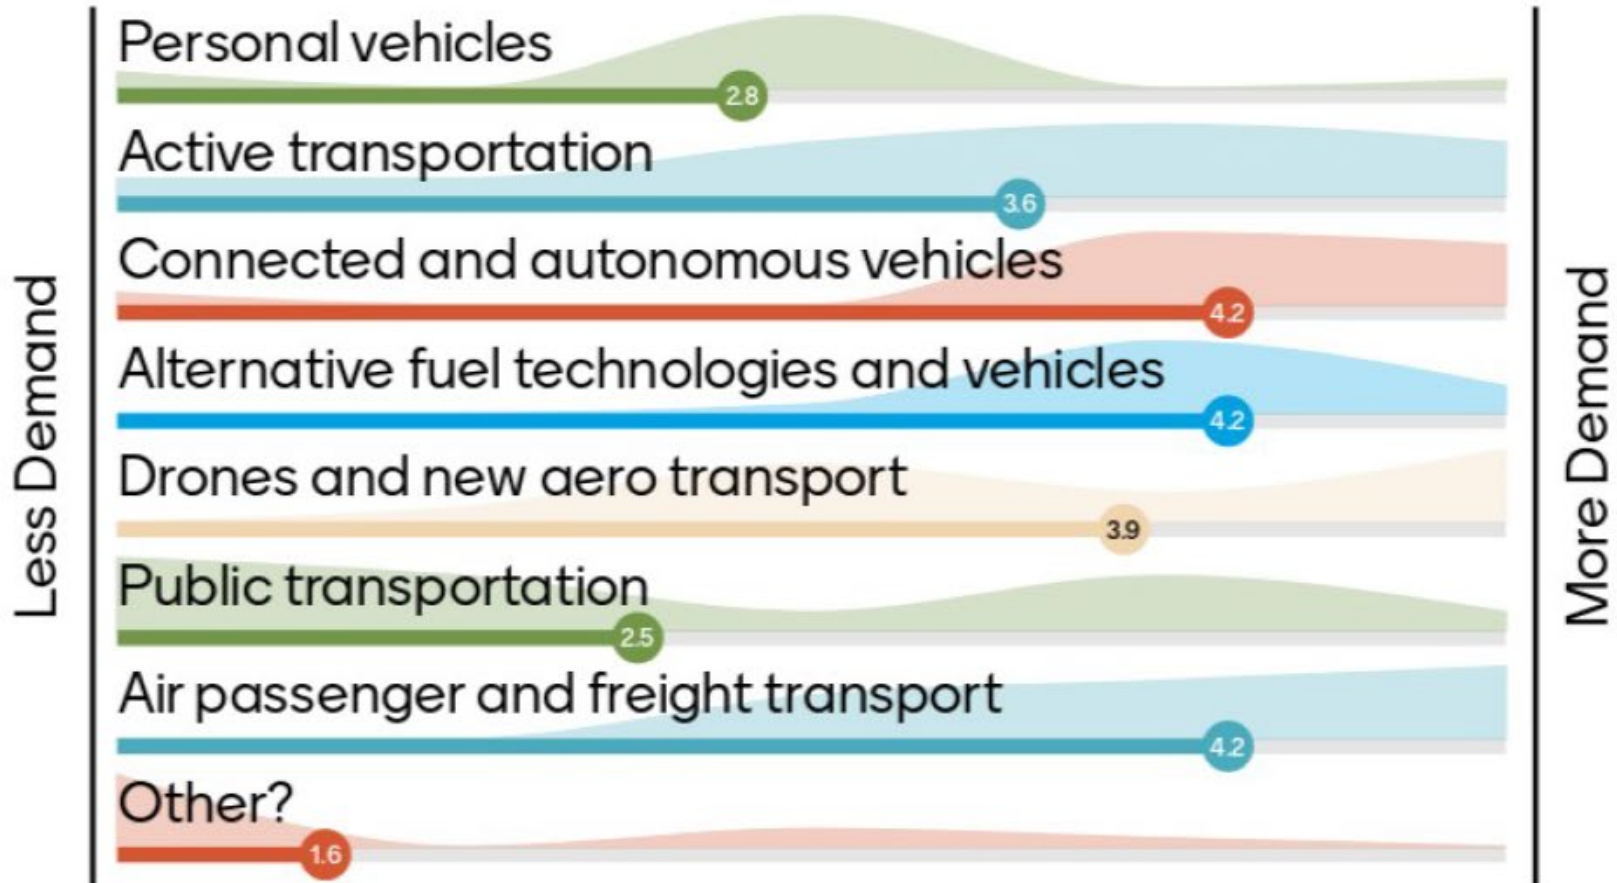 Less Demand
Personal vehicles
2.8
Active transportation
3.6
Connected and autonomous vehicles
4.2
Alternative fuel technologies and vehicles
4.2
Drones and new aero transport
3.9
Public transportation
2.5
Air passenger and freight transport
4.2
Other?
1.6
More Demand